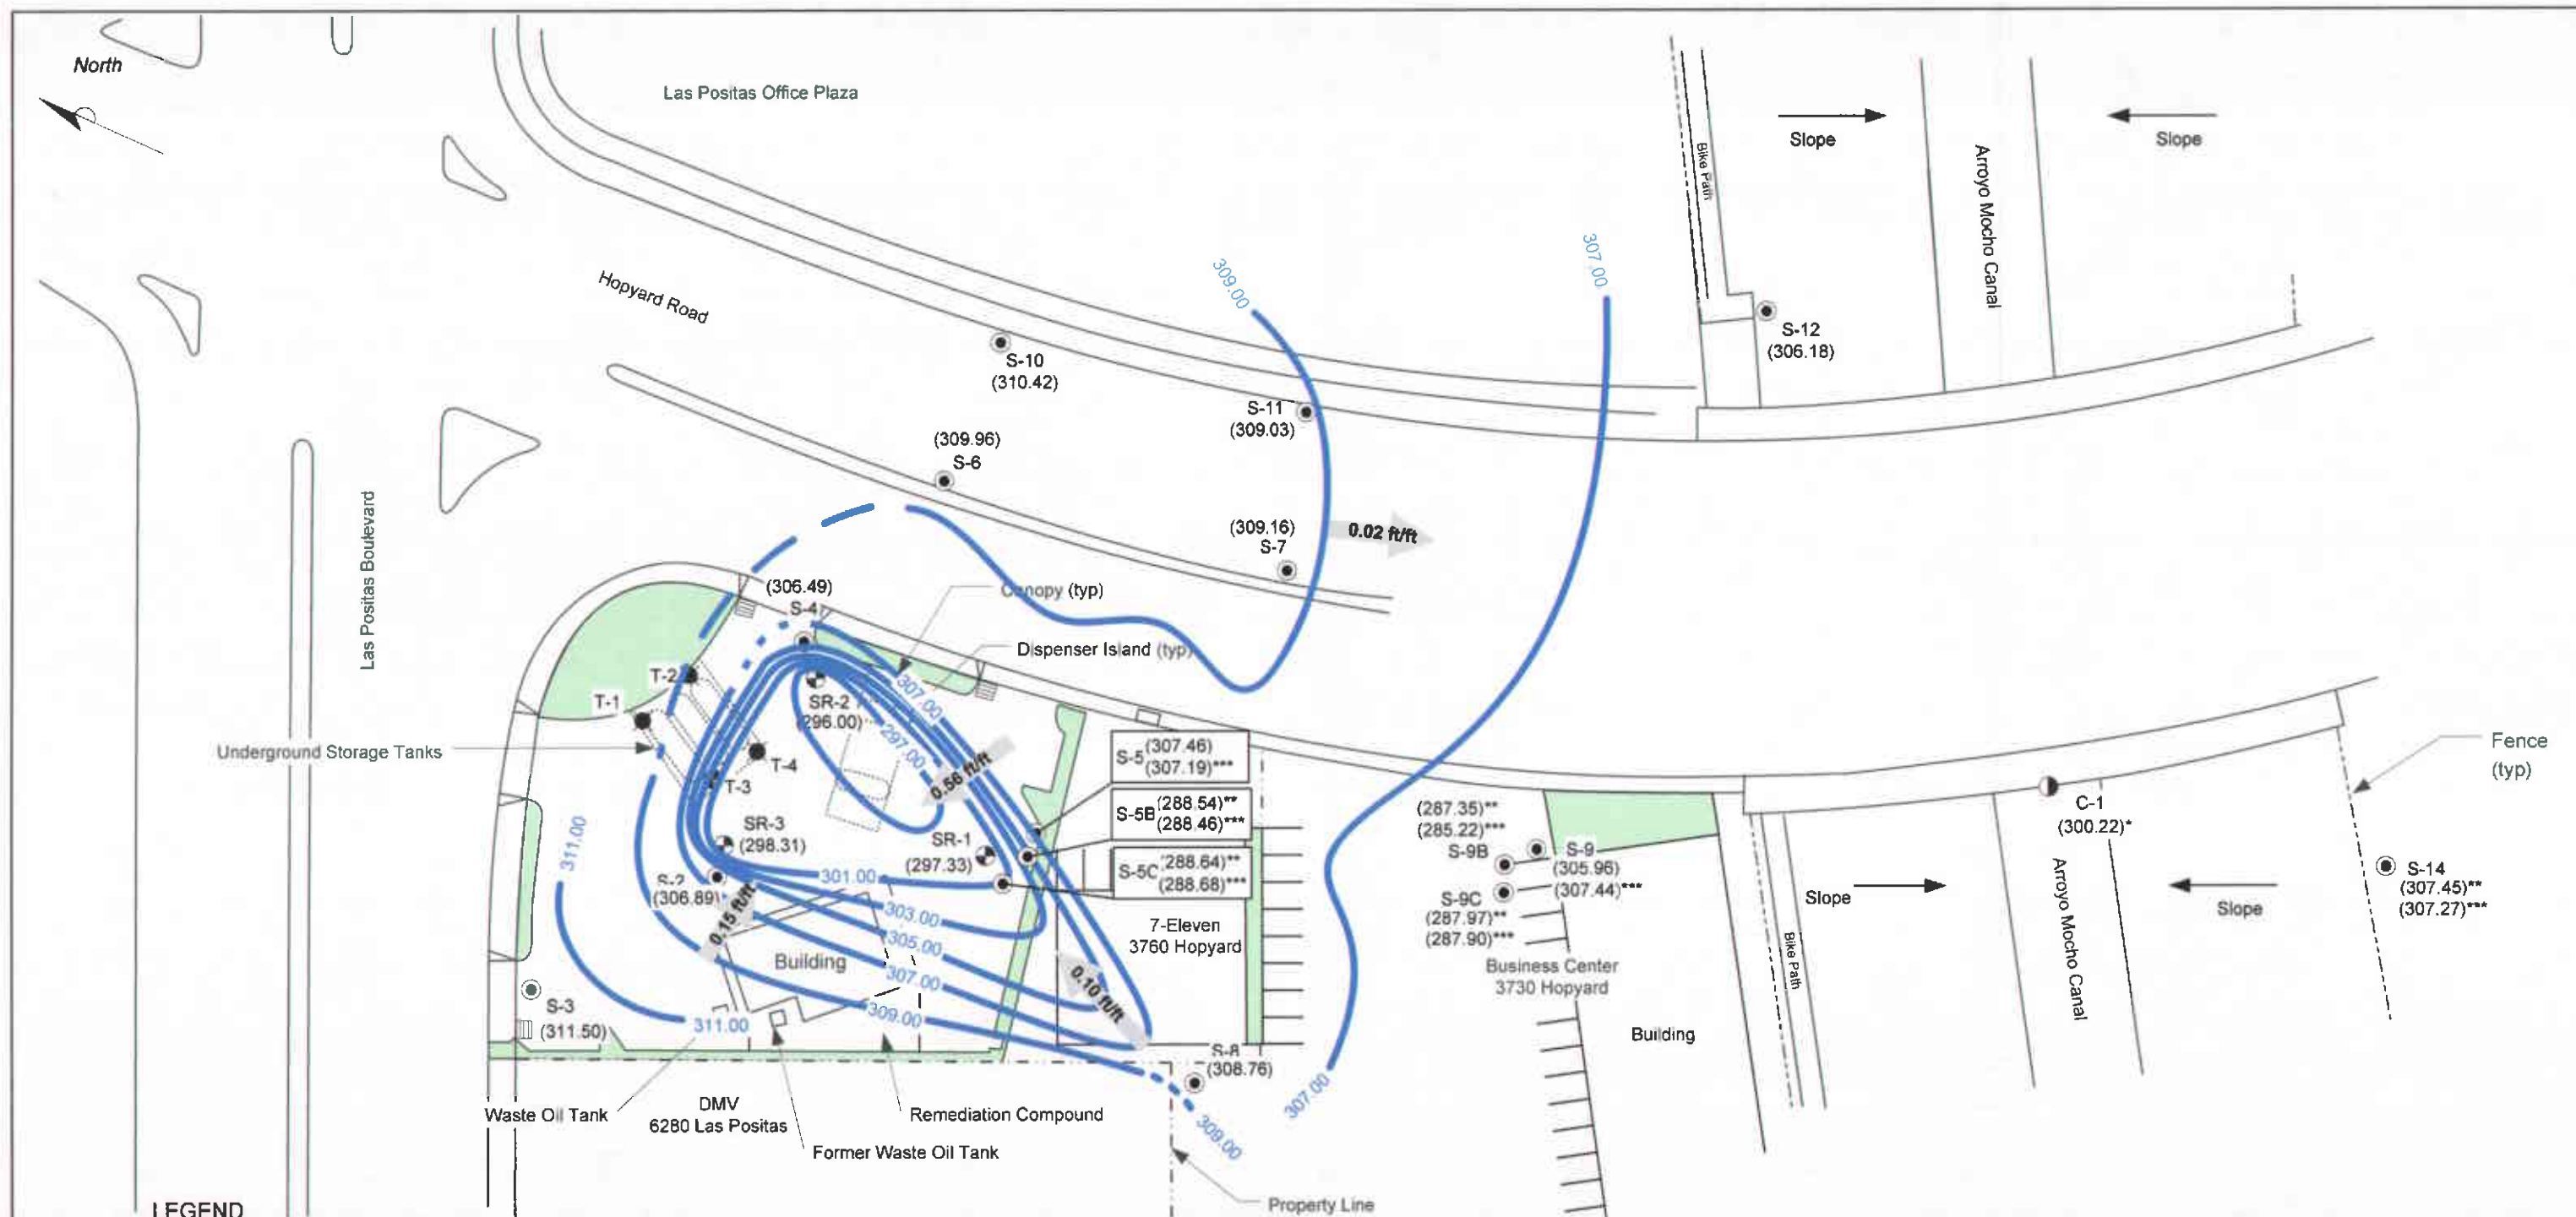 North
Las Positas Office Plaza
Slope
Slope
Bike Path
Arroyo Mocho Canal
Hopyard Road
309.00
307.00
S-12
(306.18)
S-10
(310.42)
S-11
(309.03)
(309.96)
S-6
(309.16)
S-7
0.02 ft/ft
Las Positas Boulevard
(306.49)
S-4
Canopy (typ)
Dispenser Island (typ)
T-2
T-1
SR-2
(296.00)
307.00
297.00
Underground Storage Tanks
T-4
T-3
0.56 ft/ft
S-5 (307.46)
(307.19)***
S-5B (288.54)**
(288.46)***
S-5C (288.64)**
(288.68)***
Fence
(typ)
C-1
(300.22)*
(287.35)**
(285.22)***
S-9B
S-9
(305.96)
(307.44)***
S-9C
(287.97)**
(287.90)***
Business Center
3730 Hopyard
Building
Slope
Slope
Bike Path
Arroyo Mocho Canal
S-14
(307.45)**
(307.27)***
311.00
SR-3
(298.31)
SR-1
(297.33)
S-2
(306.89)
301.00
303.00
305.00
307.00
309.00
311.00
0.15 ft/ft
Building
7-Eleven
3760 Hopyard
0.10 ft/ft
S-3
(311.50)
S-8
(308.76)
307.00
309.00
Waste Oil Tank
DMV
6280 Las Positas
Remediation Compound
Former Waste Oil Tank
Property Line
LEGEND